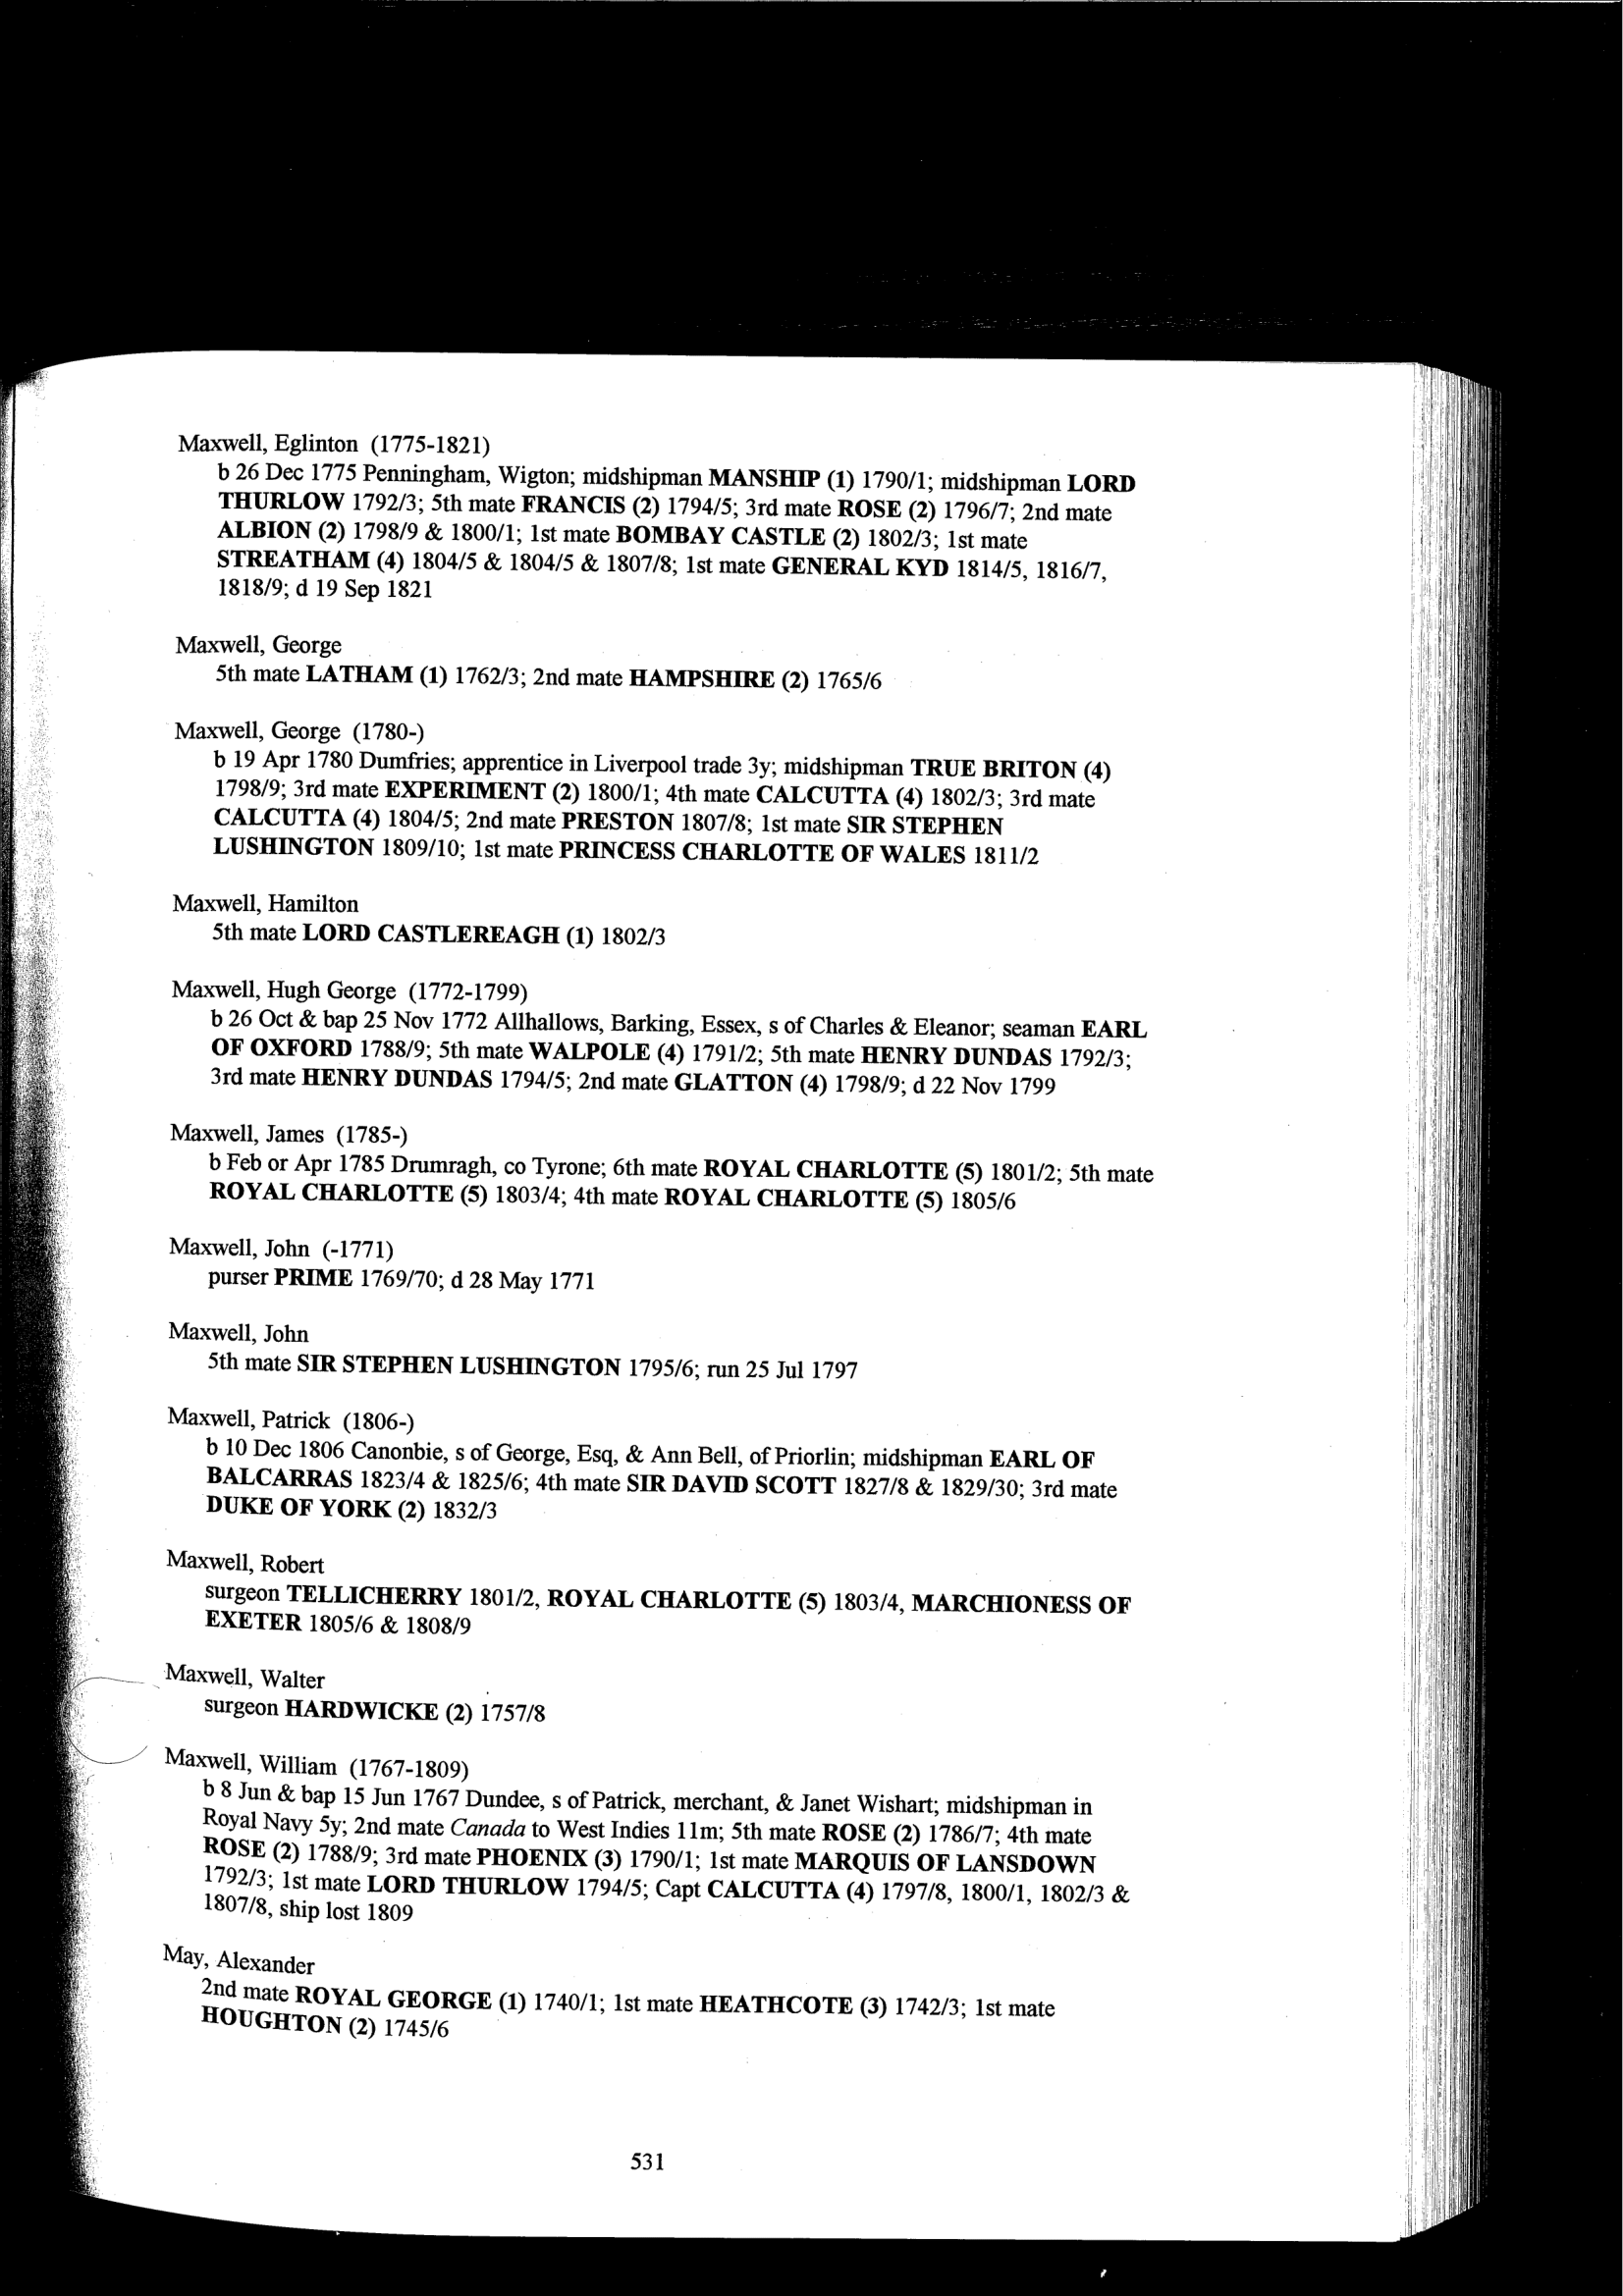 Maxwell, Eglinton (1775-1821)
b 26 Dec 1775 Penningham, Wigton; midshipman MANSHIP (1) 1790/1; midshipman LORD
THURLOW 1792/3; 5th mate FRANCIS (2) 1794/5; 3rd mate ROSE (2) 1796/7; 2nd mate
ALBION (2) 1798/9 & 1800/1; 1st mate BOMBAY CASTLE (2) 1802/3; 1st mate
STREATHAM (4) 1804/5 & 1804/5 & 1807/8; 1st mate GENERAL KYD 1814/5, 1816/7,
1818/9; d 19 Sep 1821
Maxwell, George
5th mate LATHAM (1) 1762/3; 2nd mate HAMPSHIRE (2) 1765/6
Maxwell, George (1780-)
b 19 Apr 1780 Dumfries; apprentice in Liverpool trade 3y; midshipman TRUE BRITON (4)
1798/9; 3rd mate EXPERIMENT (2) 1800/1; 4th mate CALCUTTA (4) 1802/3; 3rd mate
CALCUTTA (4) 1804/5; 2nd mate PRESTON 1807/8; 1st mate SIR STEPHEN
LUSHINGTON 1809/10; 1st mate PRINCESS CHARLOTTE OF WALES 1811/2
Maxwell, Hamilton
5th mate LORD CASTLEREAGH (1) 1802/3
Maxwell, Hugh George (1772-1799)
b 26 Oct & bap 25 Nov 1772 Allhallows, Barking, Essex, s of Charles & Eleanor; seaman EARL
OF OXFORD 1788/9; 5th mate WALPOLE (4) 1791/2; 5th mate HENRY DUNDAS 1792/3;
3rd mate HENRY DUNDAS 1794/5; 2nd mate GLATTON (4) 1798/9; d 22 Nov 1799
Maxwell, James (1785-)
b Feb or Apr 1785 Drumragh, co Tyrone; 6th mate ROYAL CHARLOTTE (5) 1801/2; 5th mate
ROYAL CHARLOTTE (5) 1803/4; 4th mate ROYAL CHARLOTTE (5) 1805/6
Maxwell, John (-1771)
purser PRIME 1769/70; d 28 May 1771
Maxwell, John
5th mate SIR STEPHEN LUSHINGTON 1795/6; run 25 Jul 1797
Maxwell, Patrick (1806-)
b 10 Dec 1806 Canonbie, s of George, Esq, & Ann Bell, of Priorlin; midshipman EARL OF
BALCARRAS 1823/4 & 1825/6; 4th mate SIR DAVID SCOTT 1827/8 & 1829/30; 3rd mate
DUKE OF YORK (2) 1832/3
Maxwell, Robert
surgeon TELLICHERRY 1801/2, ROYAL CHARLOTTE (5) 1803/4, MARCHIONESS OF
EXETER 1805/6 & 1808/9
Maxwell, Walter
surgeon HARDWICKE (2) 1757/8
Maxwell, William (1767-1809)
b 8 Jun & bap 15 Jun 1767 Dundee, s of Patrick, merchant, & Janet Wishart; midshipman in
Royal Navy 5y; 2nd mate Canada to West Indies 11m; 5th mate ROSE (2) 1786/7; 4th mate
ROSE (2) 1788/9; 3rd mate PHOENIX (3) 1790/1; 1st mate MARQUIS OF LANSDOWN
1792/3; 1st mate LORD THURLOW 1794/5; Capt CALCUTTA (4) 1797/8, 1800/1, 1802/3 &
1807/8, ship lost 1809
May, Alexander
2nd mate ROYAL GEORGE (1) 1740/1; 1st mate HEATHCOTE (3) 1742/3; 1st mate
HOUGHTON (2) 1745/6
531